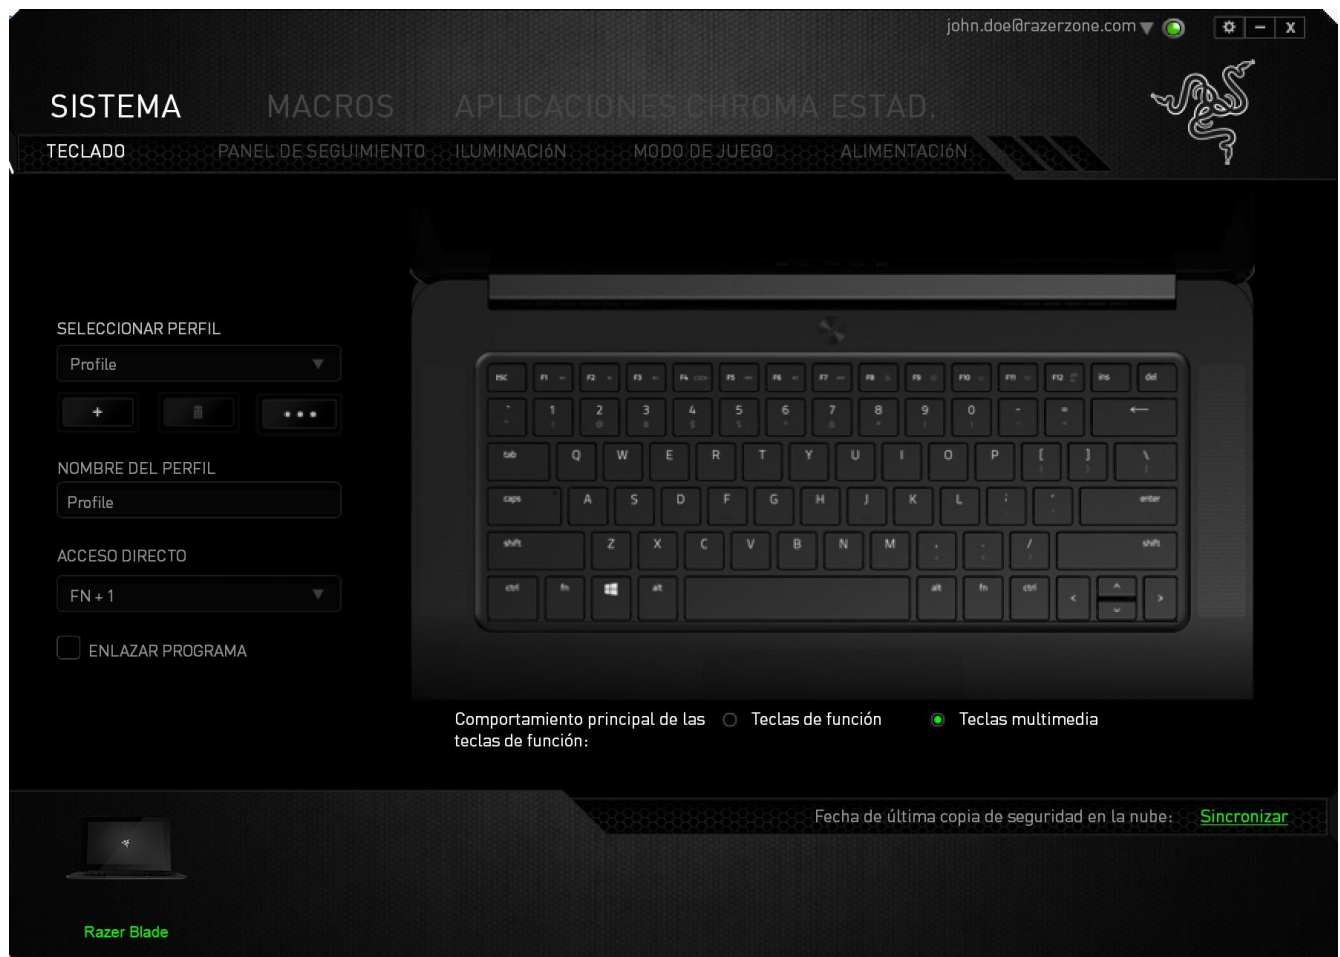 john.doe@razerzone.com
SISTEMA MACROS APLICACIONES CHROMA ESTAD.
TECLADO PANEL DE SEGUIMIENTO ILUMINACIóN MODO DE JUEGO ALIMENTACIóN
SELECCIONAR PERFIL
Profile
NOMBRE DEL PERFIL
Profile
ACCESO DIRECTO
FN + 1
ENLAZAR PROGRAMA
esc F1 F2 F3 F4 F5 F6 F7 F8 F9 F10 F11 F12 ins del
` 1 2 3 4 5 6 7 8 9 0 - =
tab Q W E R T Y U I O P [ ] \
caps A S D F G H J K L ; ' enter
shift Z X C V B N M , . / shift
ctrl fn alt alt fn ctrl
Comportamiento principal de las teclas de función:
Teclas de función
Teclas multimedia
Fecha de última copia de seguridad en la nube: Sincronizar
Razer Blade